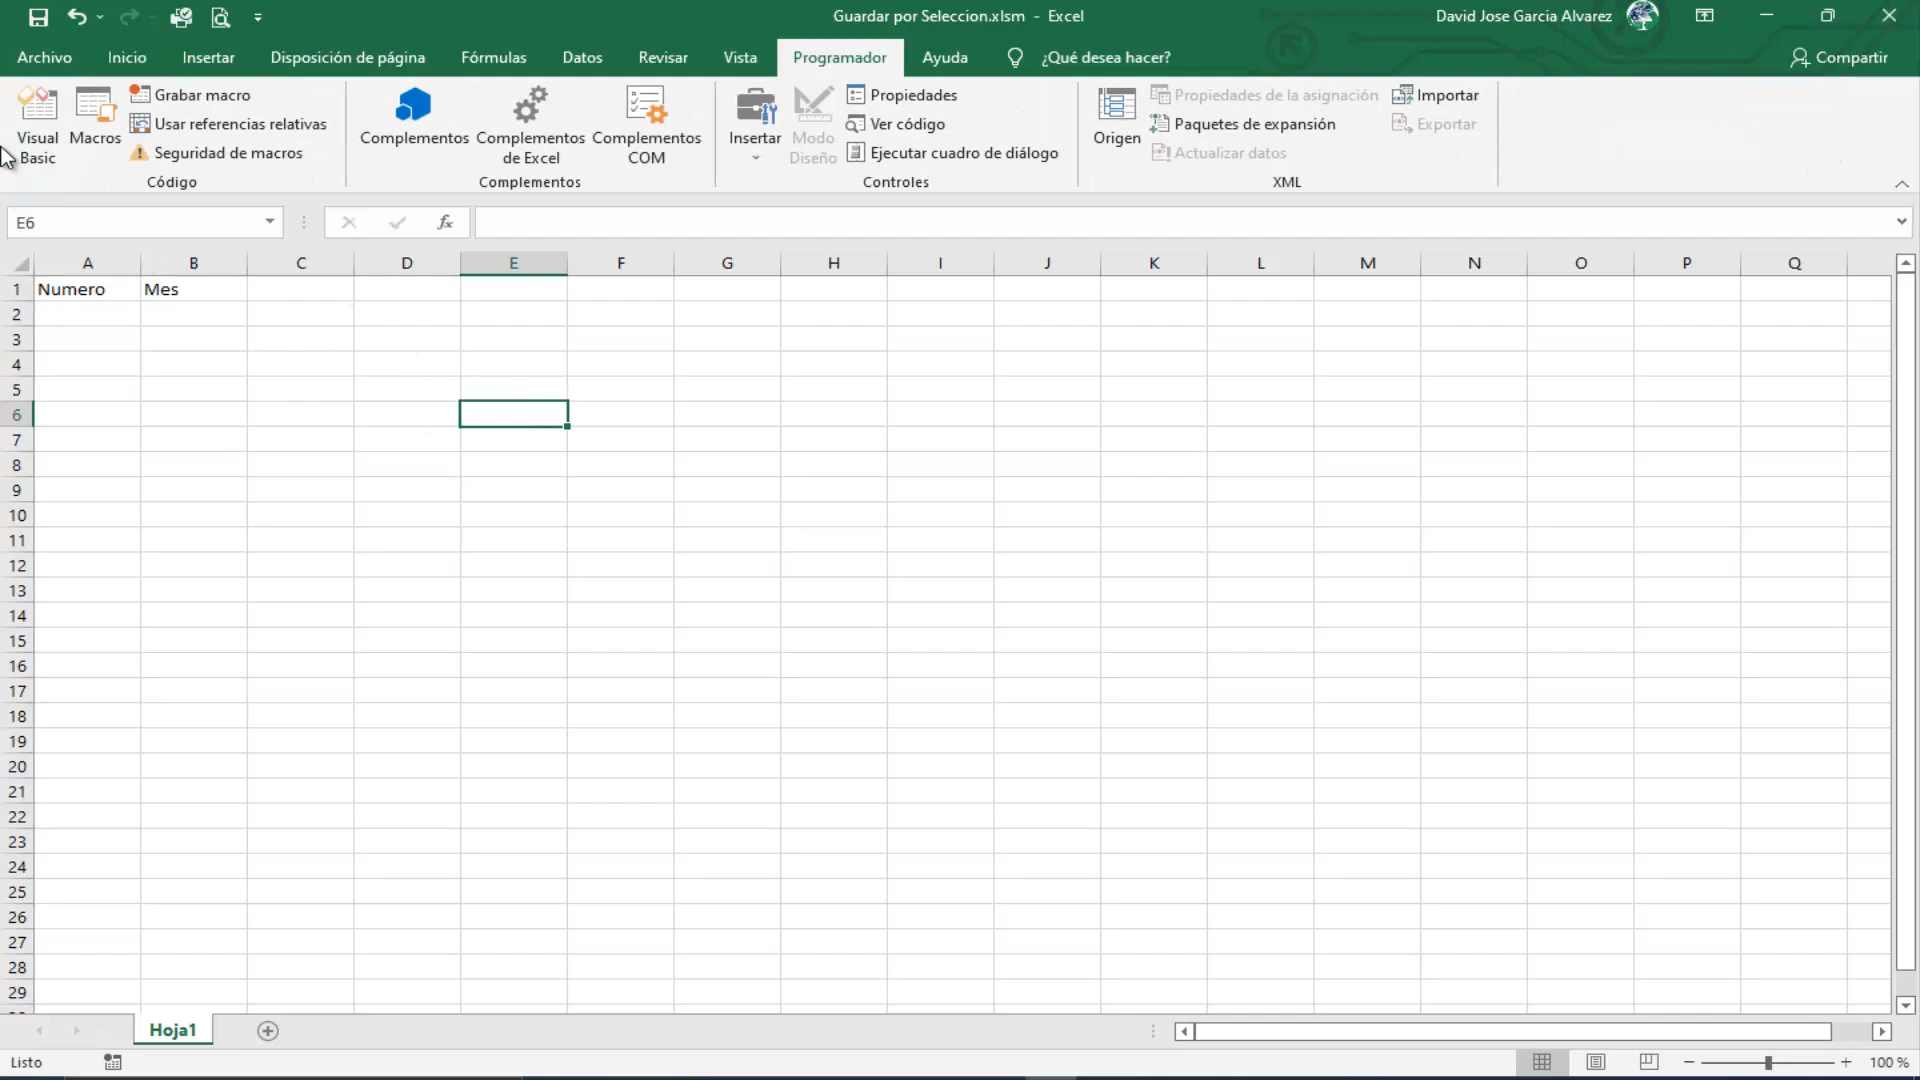 Guardar por Seleccion.xlsm - Excel
David Jose Garcia Alvarez
Archivo Inicio Insertar Disposición de página Fórmulas Datos Revisar Vista Programador Ayuda ¿Qué desea hacer? Compartir
Visual Basic
Macros
Grabar macro
Usar referencias relativas
Seguridad de macros
Código
Complementos
Complementos de Excel
Complementos COM
Complementos
Insertar
Modo Diseño
Propiedades
Ver código
Ejecutar cuadro de diálogo
Controles
Origen
Propiedades de la asignación
Paquetes de expansión
Actualizar datos
Importar
Exportar
XML
E6
fx
A B C D E F G H I J K L M N O P Q
1 Numero Mes
2
3
4
5
6
7
8
9
10
11
12
13
14
15
16
17
18
19
20
21
22
23
24
25
26
27
28
29
Hoja1
Listo
100 %